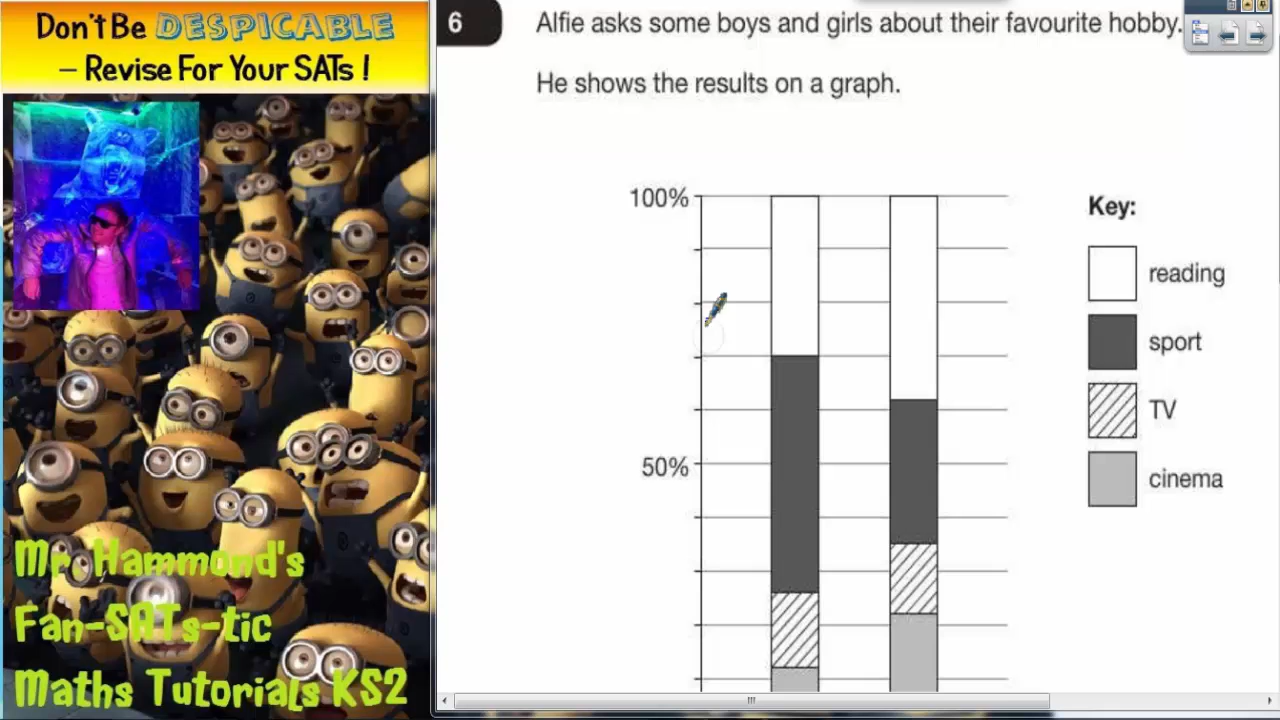 Don't Be DESPICABLE
– Revise For Your SATs !
Mr. Hammond's
Fan-SATs-tic
Maths Tutorials KS2
6
Alfie asks some boys and girls about their favourite hobby.
He shows the results on a graph.
100%
50%
Key:
reading
sport
TV
cinema